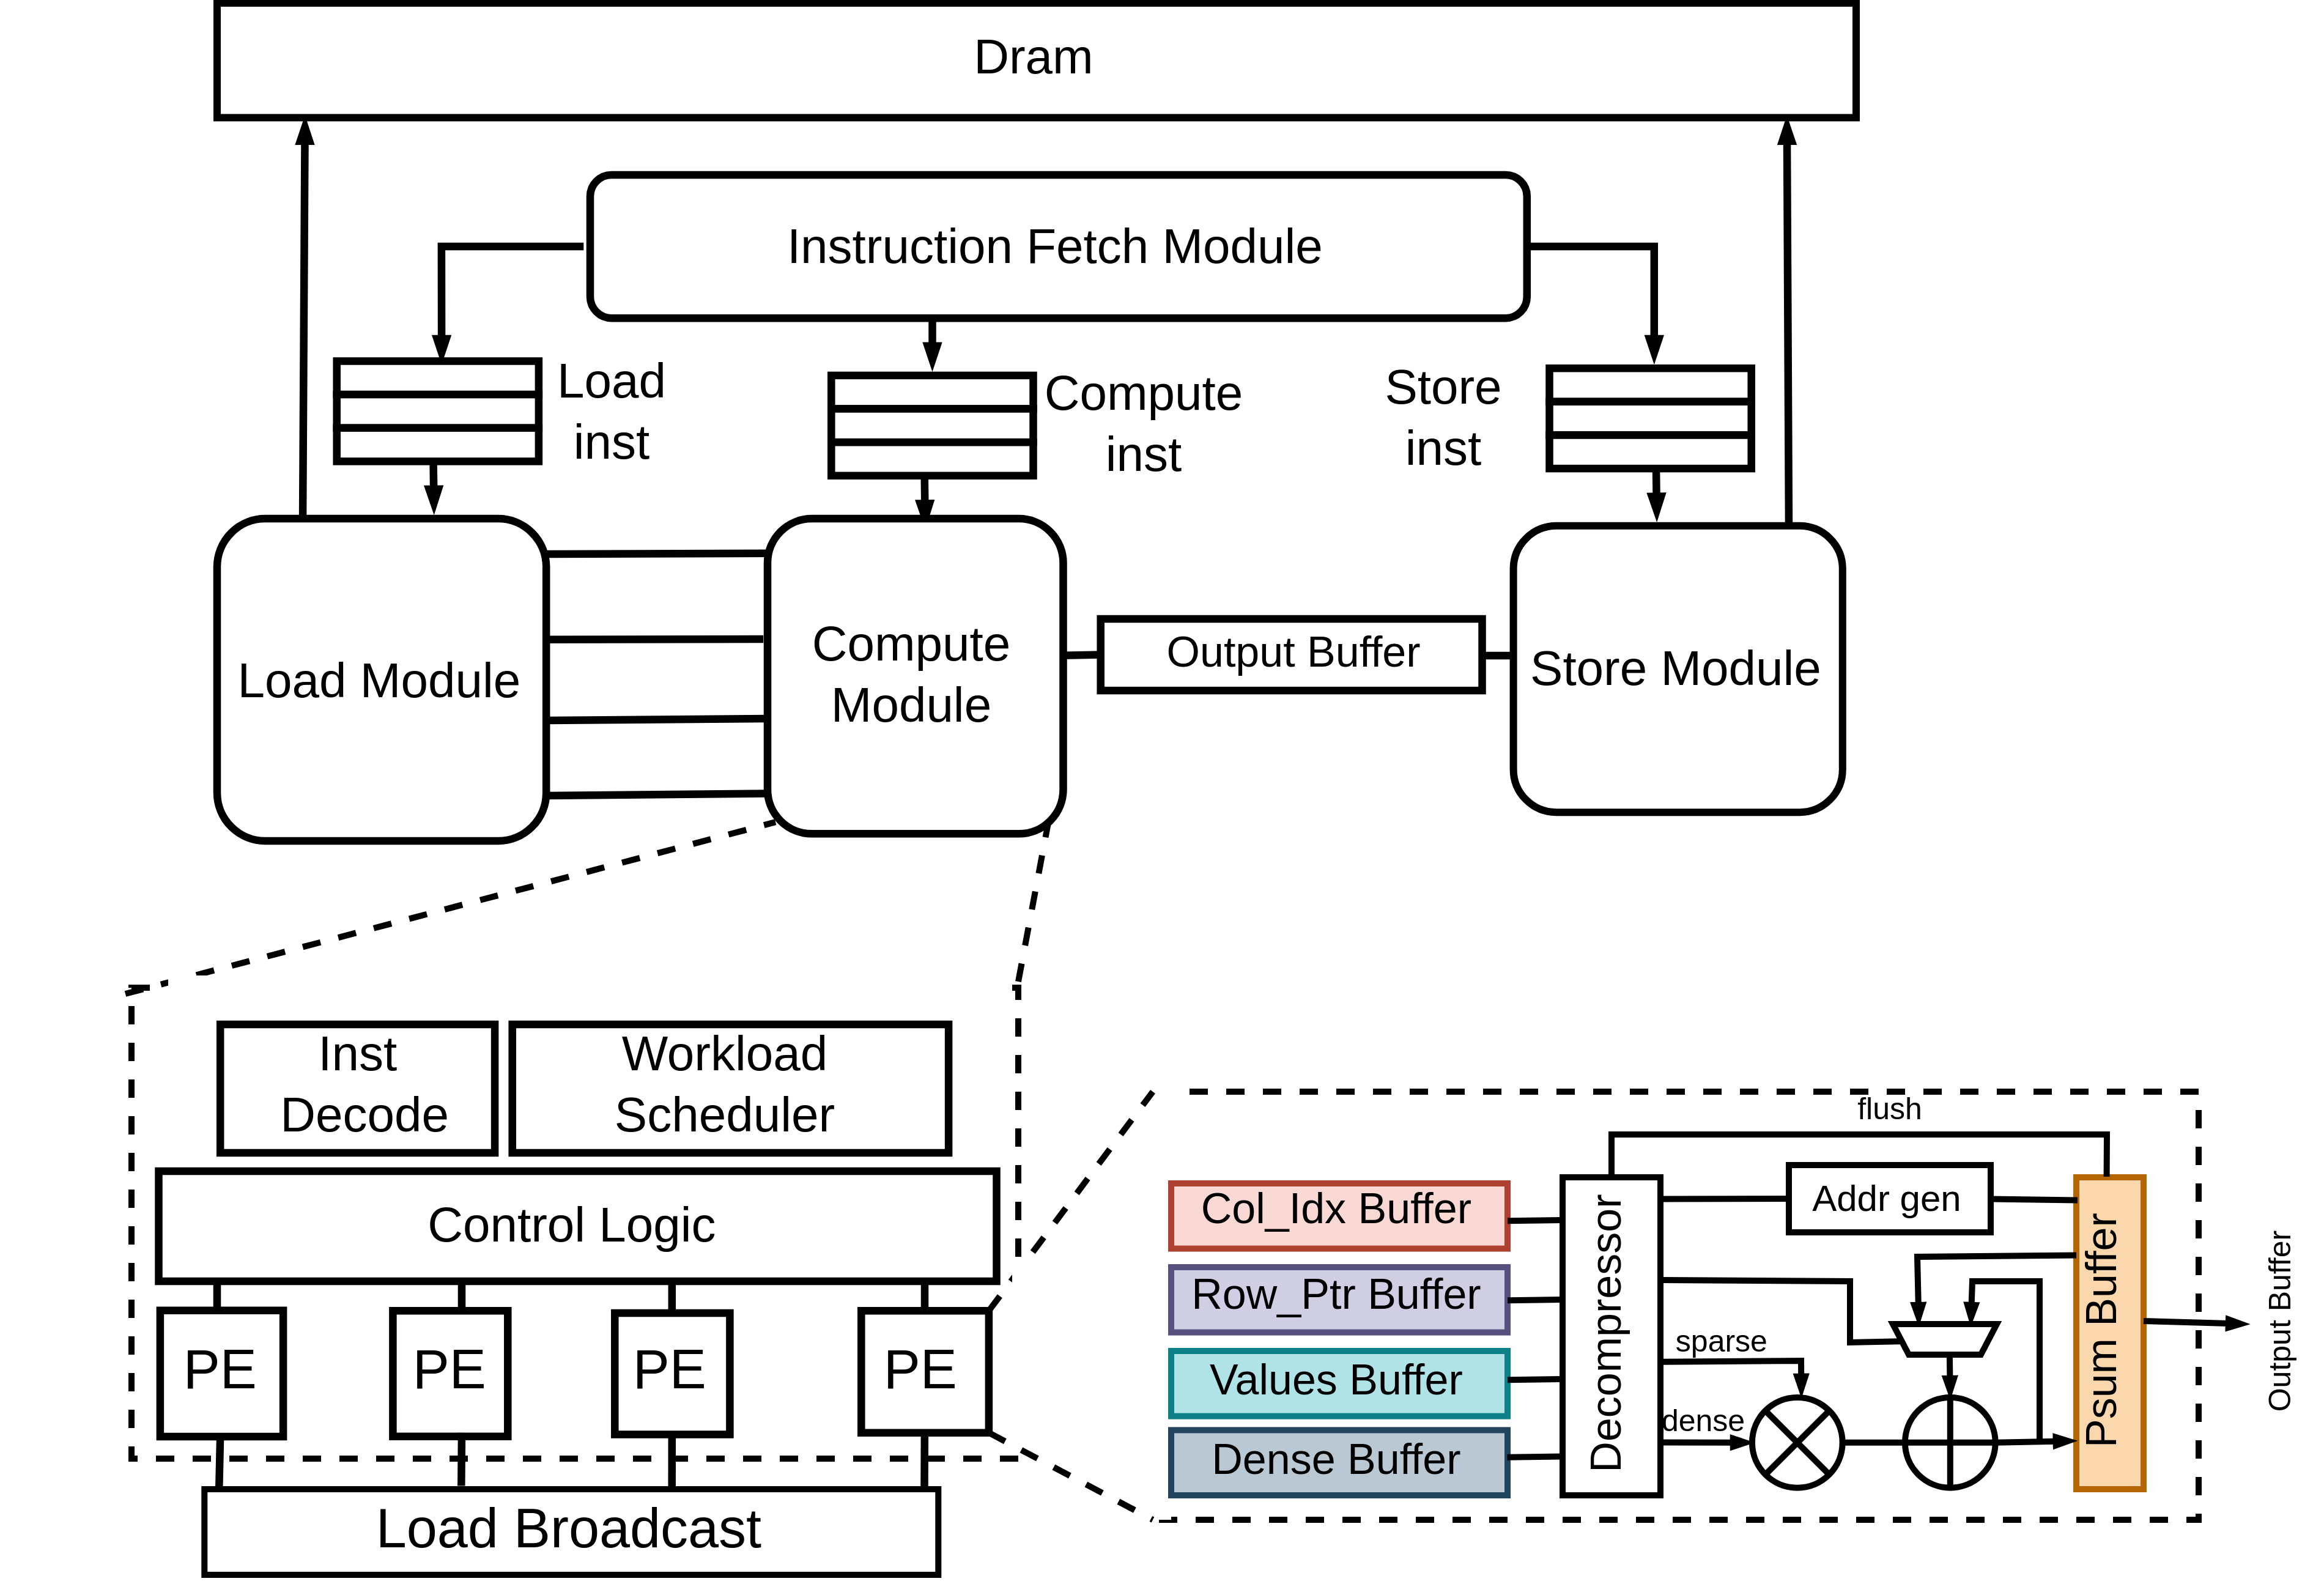 Dram
Instruction Fetch Module
Load
inst
Compute
inst
Store
inst
Load Module
Compute
Module
Output Buffer
Store Module
Inst
Decode
Workload
Scheduler
Control Logic
PE
PE
PE
PE
Load Broadcast
flush
Col_Idx Buffer
Row_Ptr Buffer
Values Buffer
Dense Buffer
Decompressor
Addr gen
sparse
dense
Psum Buffer
Output Buffer